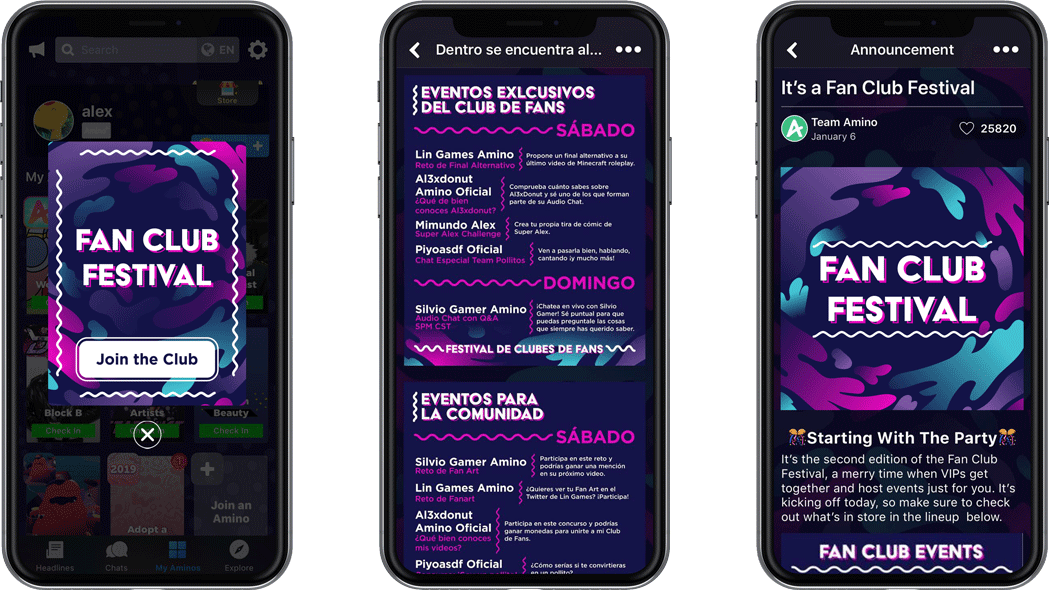 Search
EN
Store
alex
My
FAN CLUB
FESTIVAL
Join the Club
Block B
Artists
Beauty
Check In
Check In
2019
Adopt a
Join an
Amino
Headlines
Chats
My Aminos
Explore
Dentro se encuentra al...
EVENTOS EXLCUSIVOS
DEL CLUB DE FANS
SÁBADO
Lin Games Amino
Reto de Final Alternativo
Propone un final alternativo a su
último video de Minecraft roleplay.
Al3xdonut
Amino Oficial
¿Qué de bien
conoces Al3xdonut?
Comprueba cuánto sabes sobre
Al3xDonut y sé uno de los que forman
parte de su Audio Chat.
Mimundo Alex
Super Alex Challenge
Crea tu propia tira de cómic de
Super Alex.
Piyoasdf Oficial
Chat Especial Team Pollitos
Ven a pasarla bien, hablando,
cantando ¡y mucho más!
DOMINGO
Silvio Gamer Amino
Audio Chat con Q&A
5PM CST
¡Chatea en vivo con Silvio
Gamer! Sé puntual para que
puedas preguntale las cosas
que siempre has querido saber.
FESTIVAL DE CLUBES DE FANS
EVENTOS PARA
LA COMUNIDAD
SÁBADO
Silvio Gamer Amino
Reto de Fan Art
Participa en este reto y
podrías ganar una mención
en su próximo video.
Lin Games Amino
Reto de Fanart
¿Quieres ver tu Fan Art en el
Twitter de Lin Games? ¡Participa!
Al3xdonut
Amino Oficial
¿Qué bien conoces
mis videos?
Participa en este concurso y podrías
ganar monedas para unirte a mi Club
de Fans.
Piyoasdf Oficial
¿Cómo serías si te convirtieras
en un pollito?
Announcement
It's a Fan Club Festival
Team Amino
January 6
25820
FAN CLUB
FESTIVAL
Starting With The Party
It's the second edition of the Fan Club
Festival, a merry time when VIPs get
together and host events just for you. It's
kicking off today, so make sure to check
out what's in store in the lineup below.
FAN CLUB EVENTS